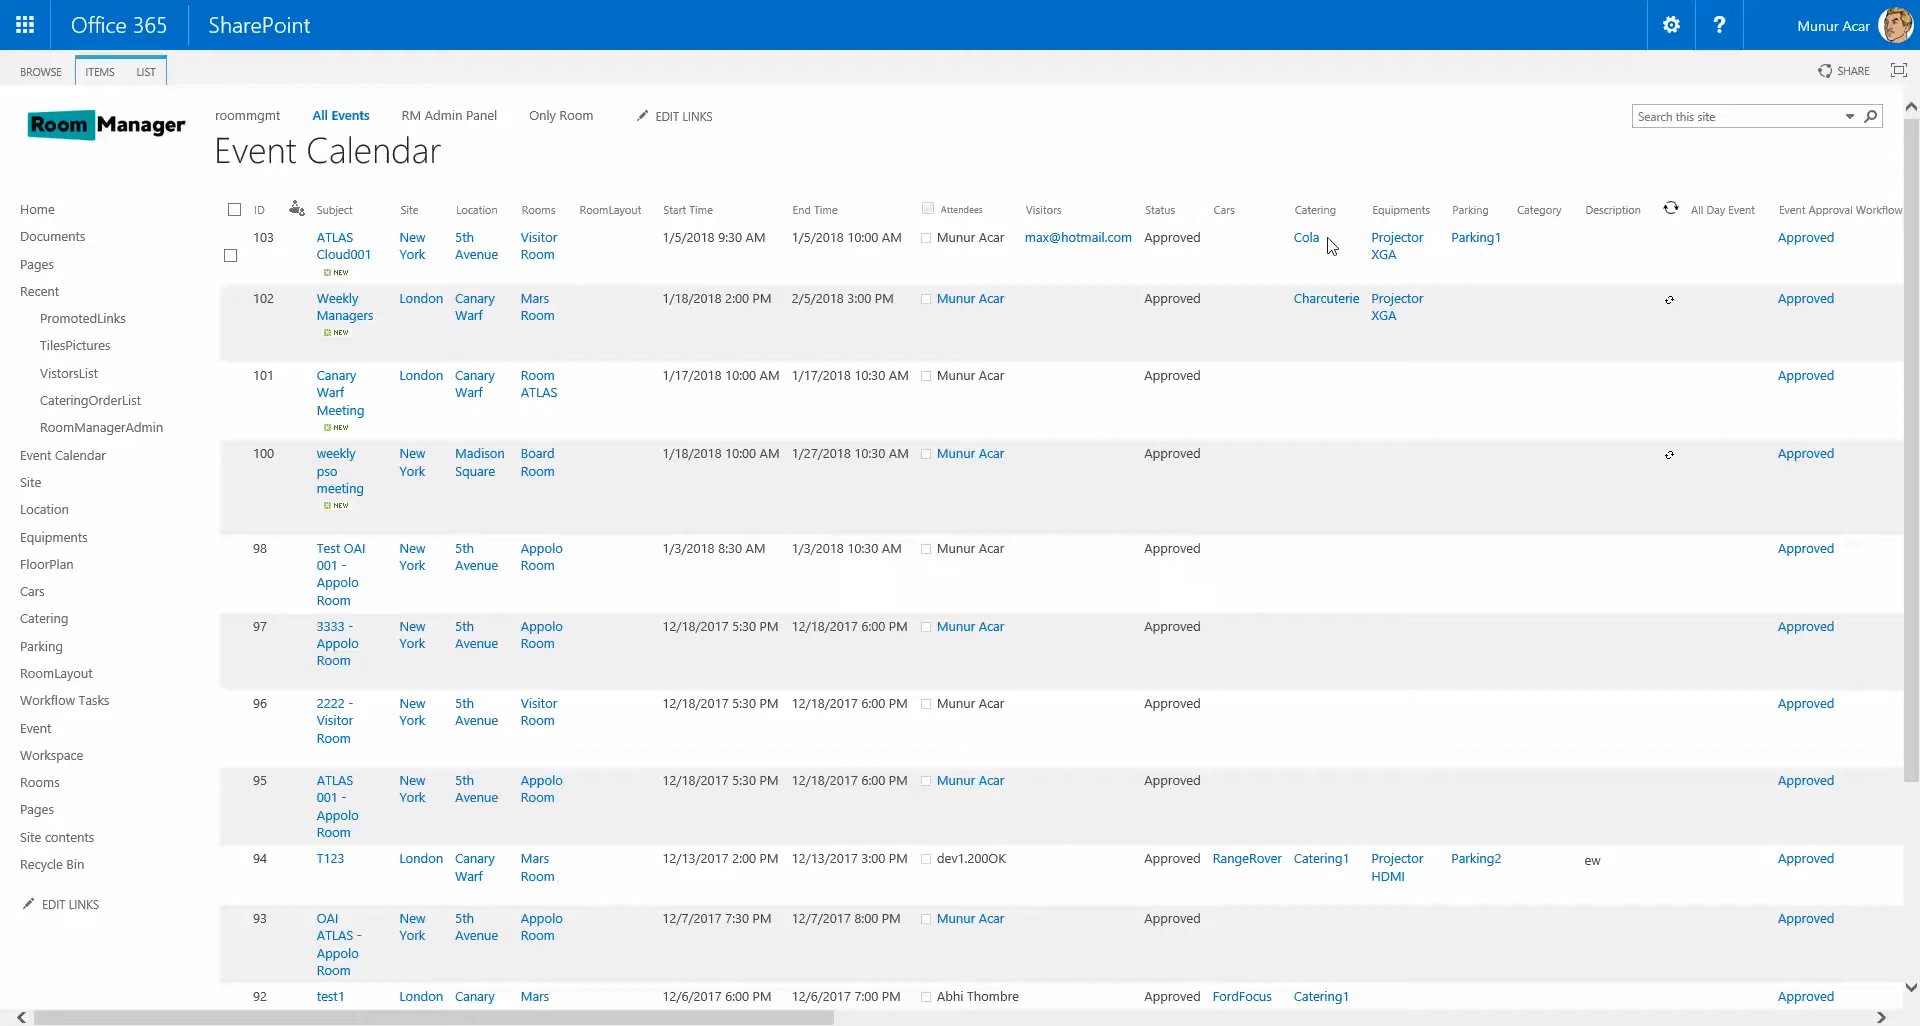 Office 365 SharePoint ? Munur Acar
BROWSE ITEMS LIST SHARE
Room Manager
roommgmt All Events RM Admin Panel Only Room EDIT LINKS
Search this site
Event Calendar
Home
Documents
Pages
Recent
PromotedLinks
TilesPictures
VistorsList
CateringOrderList
RoomManagerAdmin
Event Calendar
Site
Location
Equipments
FloorPlan
Cars
Catering
Parking
RoomLayout
Workflow Tasks
Event
Workspace
Rooms
Pages
Site contents
Recycle Bin
EDIT LINKS
ID Subject Site Location Rooms RoomLayout Start Time End Time Attendees Visitors Status Cars Catering Equipments Parking Category Description All Day Event Event Approval Workflow
103 ATLAS New 5th Visitor 1/5/2018 9:30 AM 1/5/2018 10:00 AM Munur Acar max@hotmail.com Approved Cola Projector Parking1 Approved
Cloud001 York Avenue Room XGA
NEW
102 Weekly London Canary Mars 1/18/2018 2:00 PM 2/5/2018 3:00 PM Munur Acar Approved Charcuterie Projector Approved
Managers Warf Room XGA
NEW
101 Canary London Canary Room 1/17/2018 10:00 AM 1/17/2018 10:30 AM Munur Acar Approved Approved
Warf Warf ATLAS
Meeting
NEW
100 weekly New Madison Board 1/18/2018 10:00 AM 1/27/2018 10:30 AM Munur Acar Approved Approved
pso York Square Room
meeting
NEW
98 Test OAI New 5th Appolo 1/3/2018 8:30 AM 1/3/2018 10:30 AM Munur Acar Approved Approved
001 - York Avenue Room
Appolo
Room
97 3333 - New 5th Appolo 12/18/2017 5:30 PM 12/18/2017 6:00 PM Munur Acar Approved Approved
Appolo York Avenue Room
Room
96 2222 - New 5th Visitor 12/18/2017 5:30 PM 12/18/2017 6:00 PM Munur Acar Approved Approved
Visitor York Avenue Room
Room
95 ATLAS New 5th Appolo 12/18/2017 5:30 PM 12/18/2017 6:00 PM Munur Acar Approved Approved
001 - York Avenue Room
Appolo
Room
94 T123 London Canary Mars 12/13/2017 2:00 PM 12/13/2017 3:00 PM dev1.200OK Approved RangeRover Catering1 Projector Parking2 ew Approved
Warf Room HDMI
93 OAI New 5th Appolo 12/7/2017 7:30 PM 12/7/2017 8:00 PM Munur Acar Approved Approved
ATLAS - York Avenue Room
Appolo
Room
92 test1 London Canary Mars 12/6/2017 6:00 PM 12/6/2017 7:00 PM Abhi Thombre Approved FordFocus Catering1 Approved